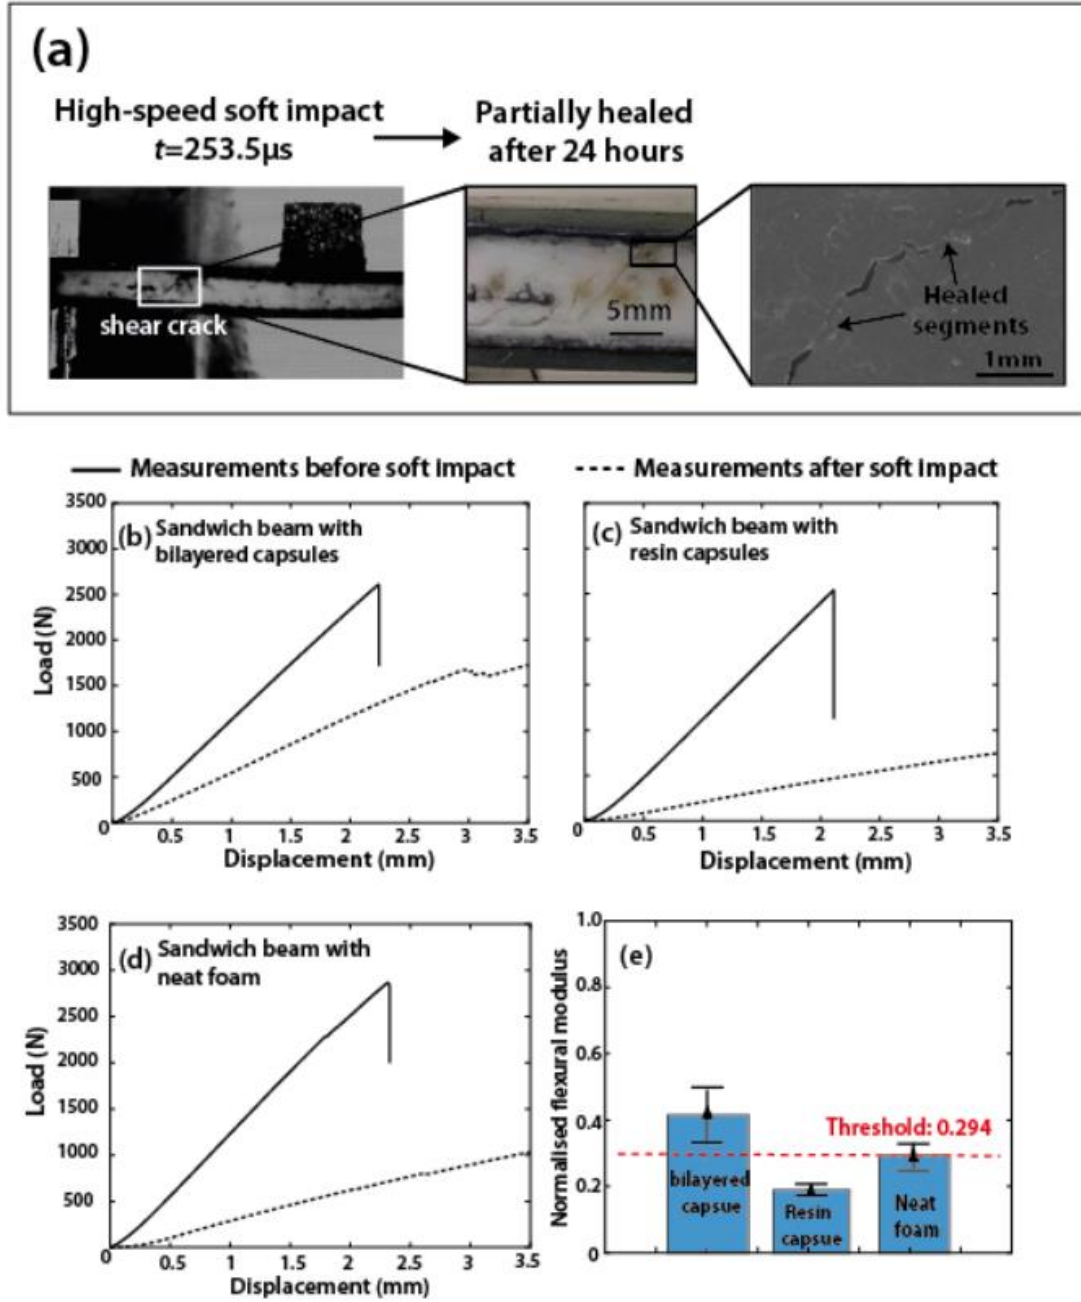 (a)
High-speed soft impact
t=253.5μs
Partially healed
after 24 hours
shear crack
5mm
Healed
segments
1mm
Measurements before soft impact
Measurements after soft impact
(b) Sandwich beam with
bilayered capsules
3500
3000
2500
2000
1500
1000
500
0
0.5 1 1.5 2 2.5 3 3.5
Load (N)
Displacement (mm)
(c) Sandwich beam with
resin capsules
0 0.5 1 1.5 2 2.5 3 3.5
Displacement (mm)
(d) Sandwich beam with
neat foam
3500
3000
2500
2000
1500
1000
500
0
0.5 1 1.5 2 2.5 3 3.5
Load (N)
Displacement (mm)
(e)
1.0
0.8
0.6
0.4
0.2
0
Normalised flexural modulus
Threshold: 0.294
bilayered
capsue
Resin
capsue
Neat
foam